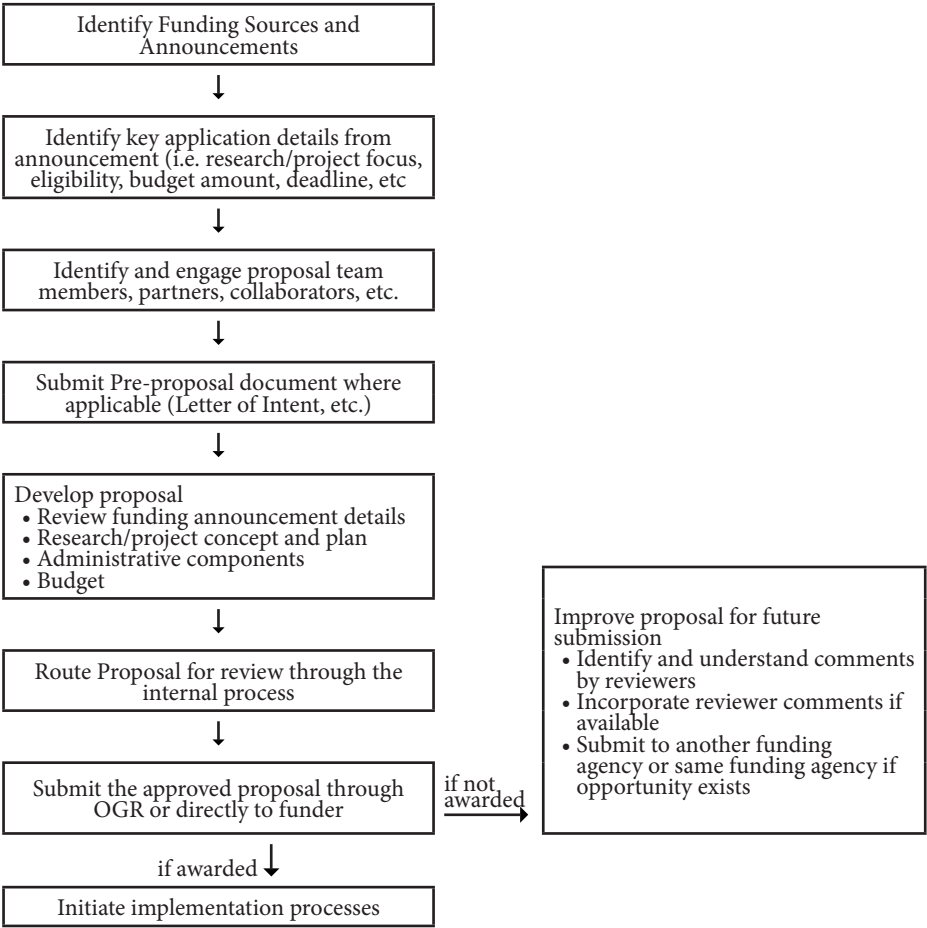 Identify Funding Sources and
Announcements
Identify key application details from
announcement (i.e. research/project focus,
eligibility, budget amount, deadline, etc
Identify and engage proposal team
members, partners, collaborators, etc.
Submit Pre-proposal document where
applicable (Letter of Intent, etc.)
Develop proposal
• Review funding announcement details
• Research/project concept and plan
• Administrative components
• Budget
Route Proposal for review through the
internal process
Submit the approved proposal through
OGR or directly to funder
if not
awarded
Improve proposal for future
submission
• Identify and understand comments
by reviewers
• Incorporate reviewer comments if
available
• Submit to another funding
agency or same funding agency if
opportunity exists
if awarded
Initiate implementation processes